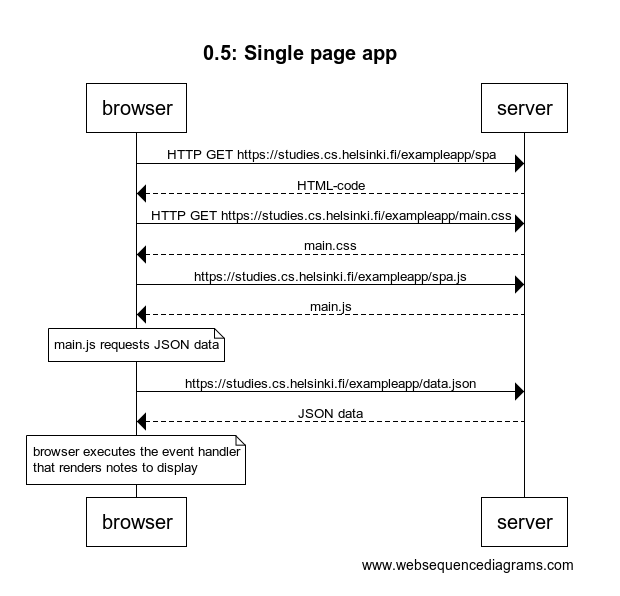 0.5: Single page app
browser
server
HTTP GET https://studies.cs.helsinki.fi/exampleapp/spa
HTML-code
HTTP GET https://studies.cs.helsinki.fi/exampleapp/main.css
main.css
https://studies.cs.helsinki.fi/exampleapp/spa.js
main.js
main.js requests JSON data
https://studies.cs.helsinki.fi/exampleapp/data.json
JSON data
browser executes the event handler
that renders notes to display
browser
server
www.websequencediagrams.com